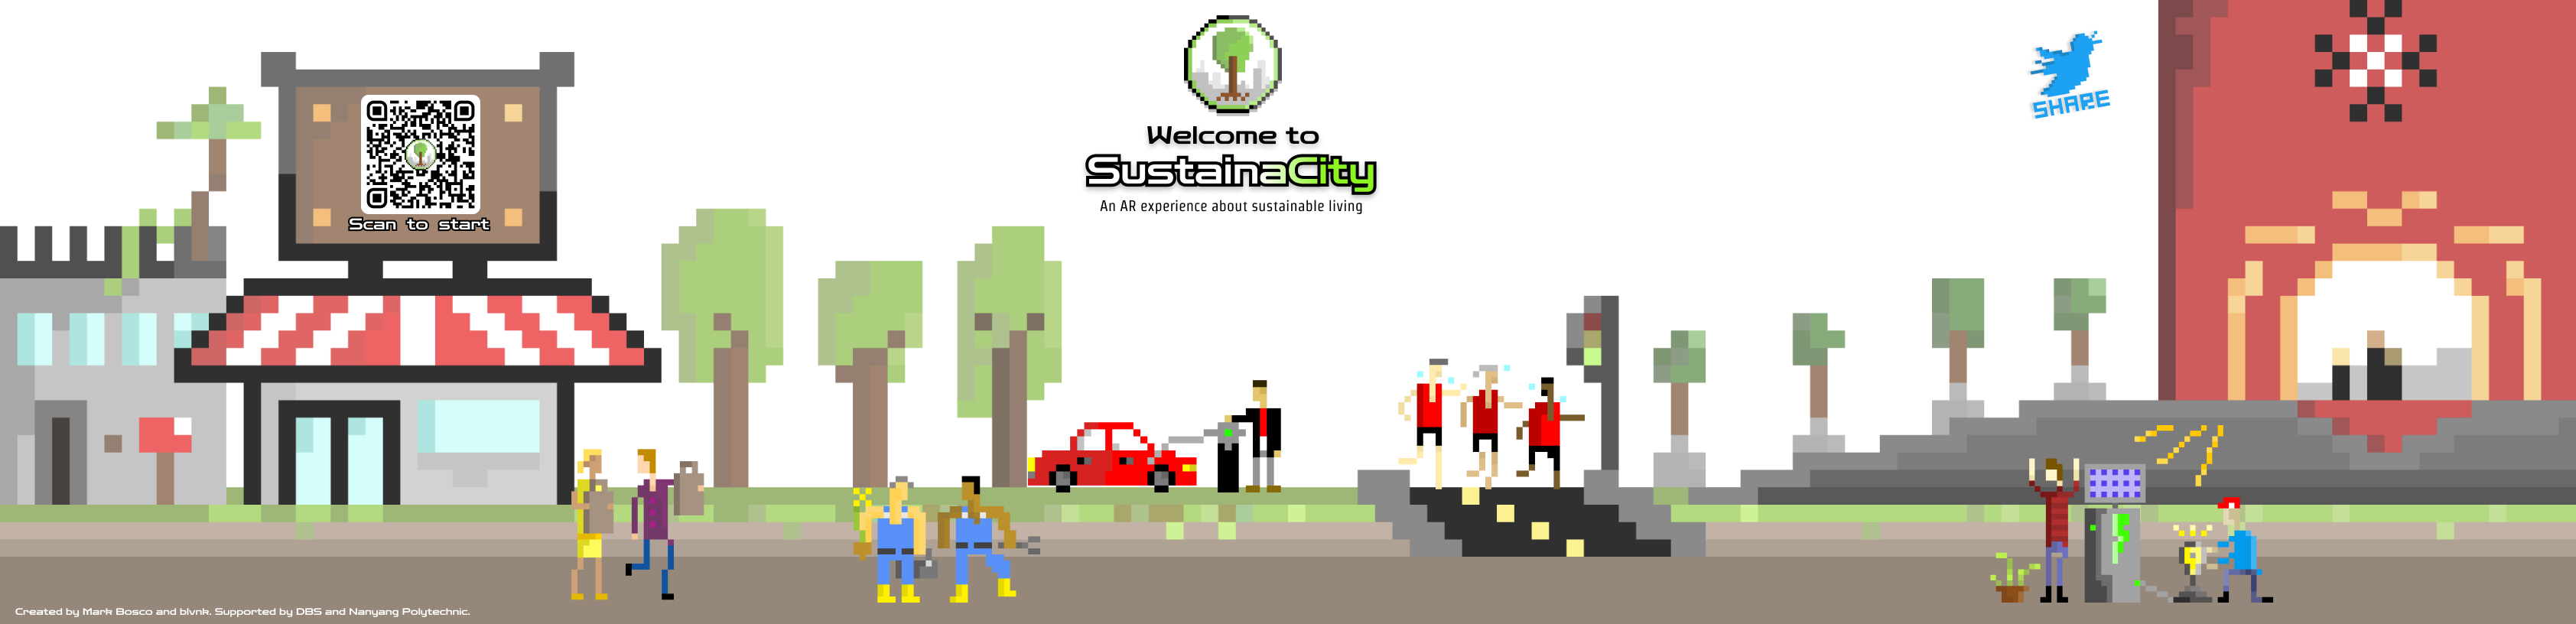 Scan to start
Welcome to
SustainaCity
An AR experience about sustainable living
SHARE
Created by Mark Bosco and blvnk. Supported by DBS and Nanyang Polytechnic.